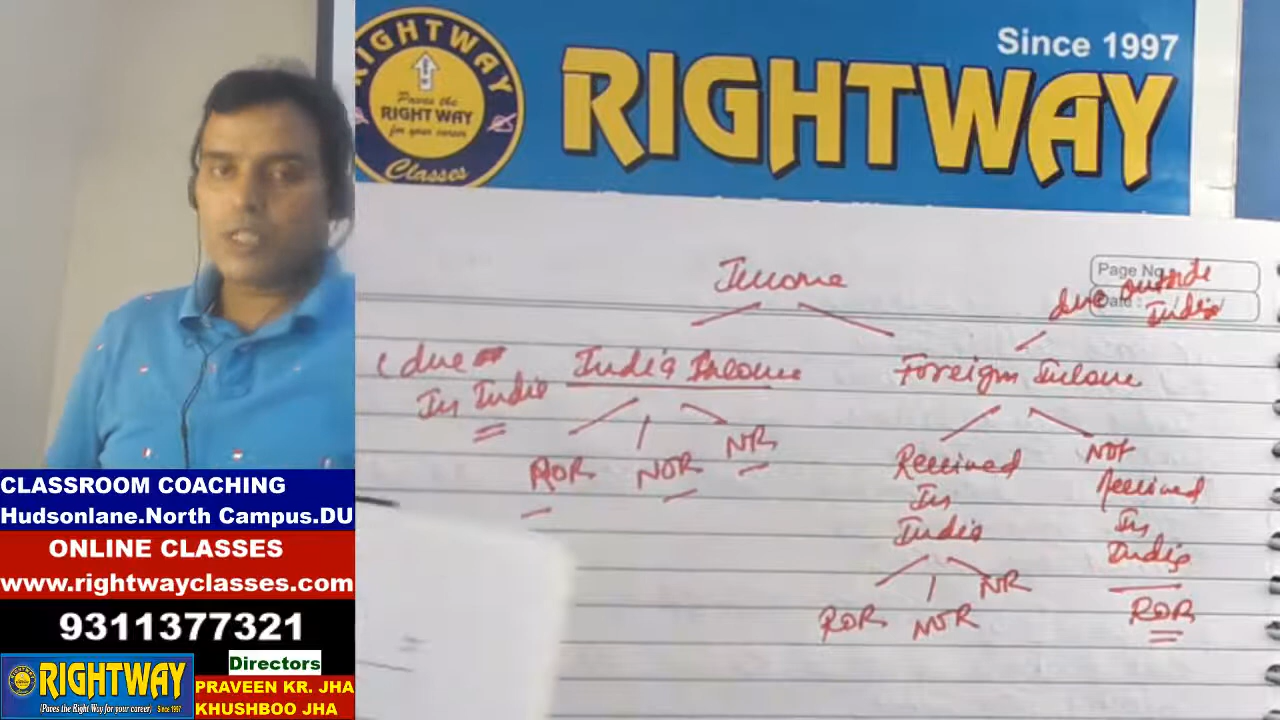 RIGHTWAY
Paves the
RIGHT WAY
for your career
Classes
Since 1997
RIGHTWAY
Page No.
Date : / /
due outside
India
Income
(due
In India
India Income
Foreign Income
ROR
NOR
NR
Received
In
India
Not
Received
In
India
ROR
NOR
NR
ROR
CLASSROOM COACHING
Hudsonlane.North Campus.DU
ONLINE CLASSES
www.rightwayclasses.com
9311377321
RIGHTWAY
(Paves the Right Way for your career) Since 1997
Directors
PRAVEEN KR. JHA
KHUSHBOO JHA